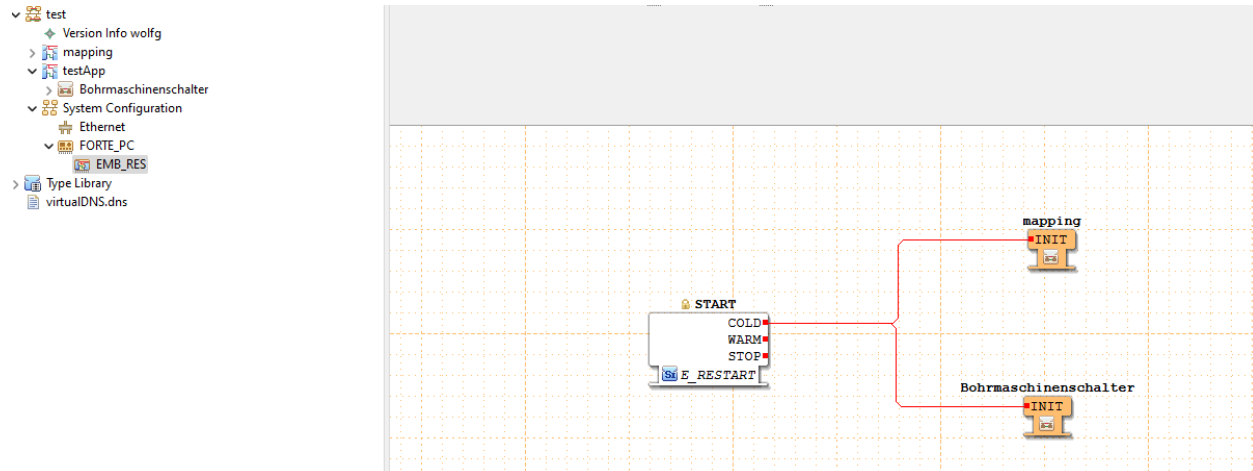 test
Version Info wolfg
mapping
testApp
Bohrmaschinenschalter
System Configuration
Ethernet
FORTE_PC
EMB_RES
Type Library
virtualDNS.dns
mapping
INIT
START
COLD
WARM
STOP
SI E_RESTART
Bohrmaschinenschalter
INIT